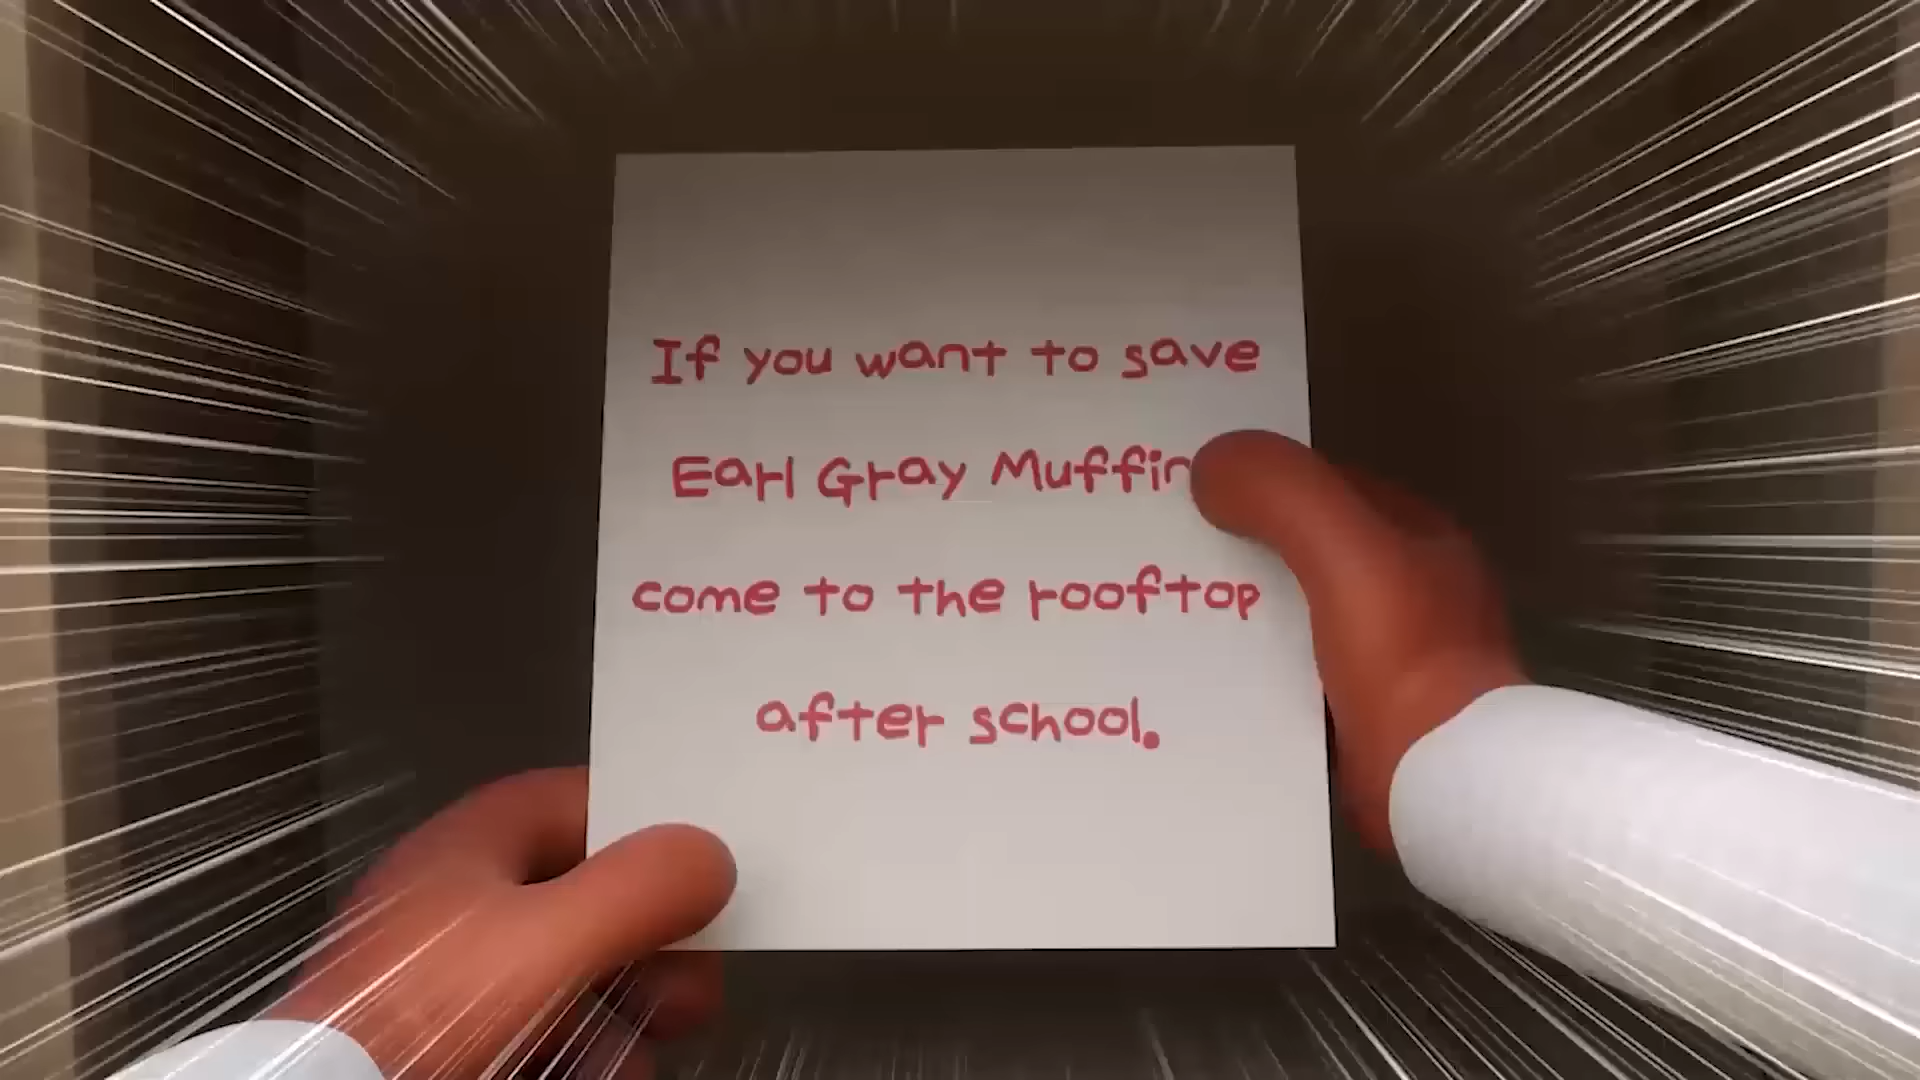 If you want to save
Earl Gray Muffin
come to the rooftop
after school.